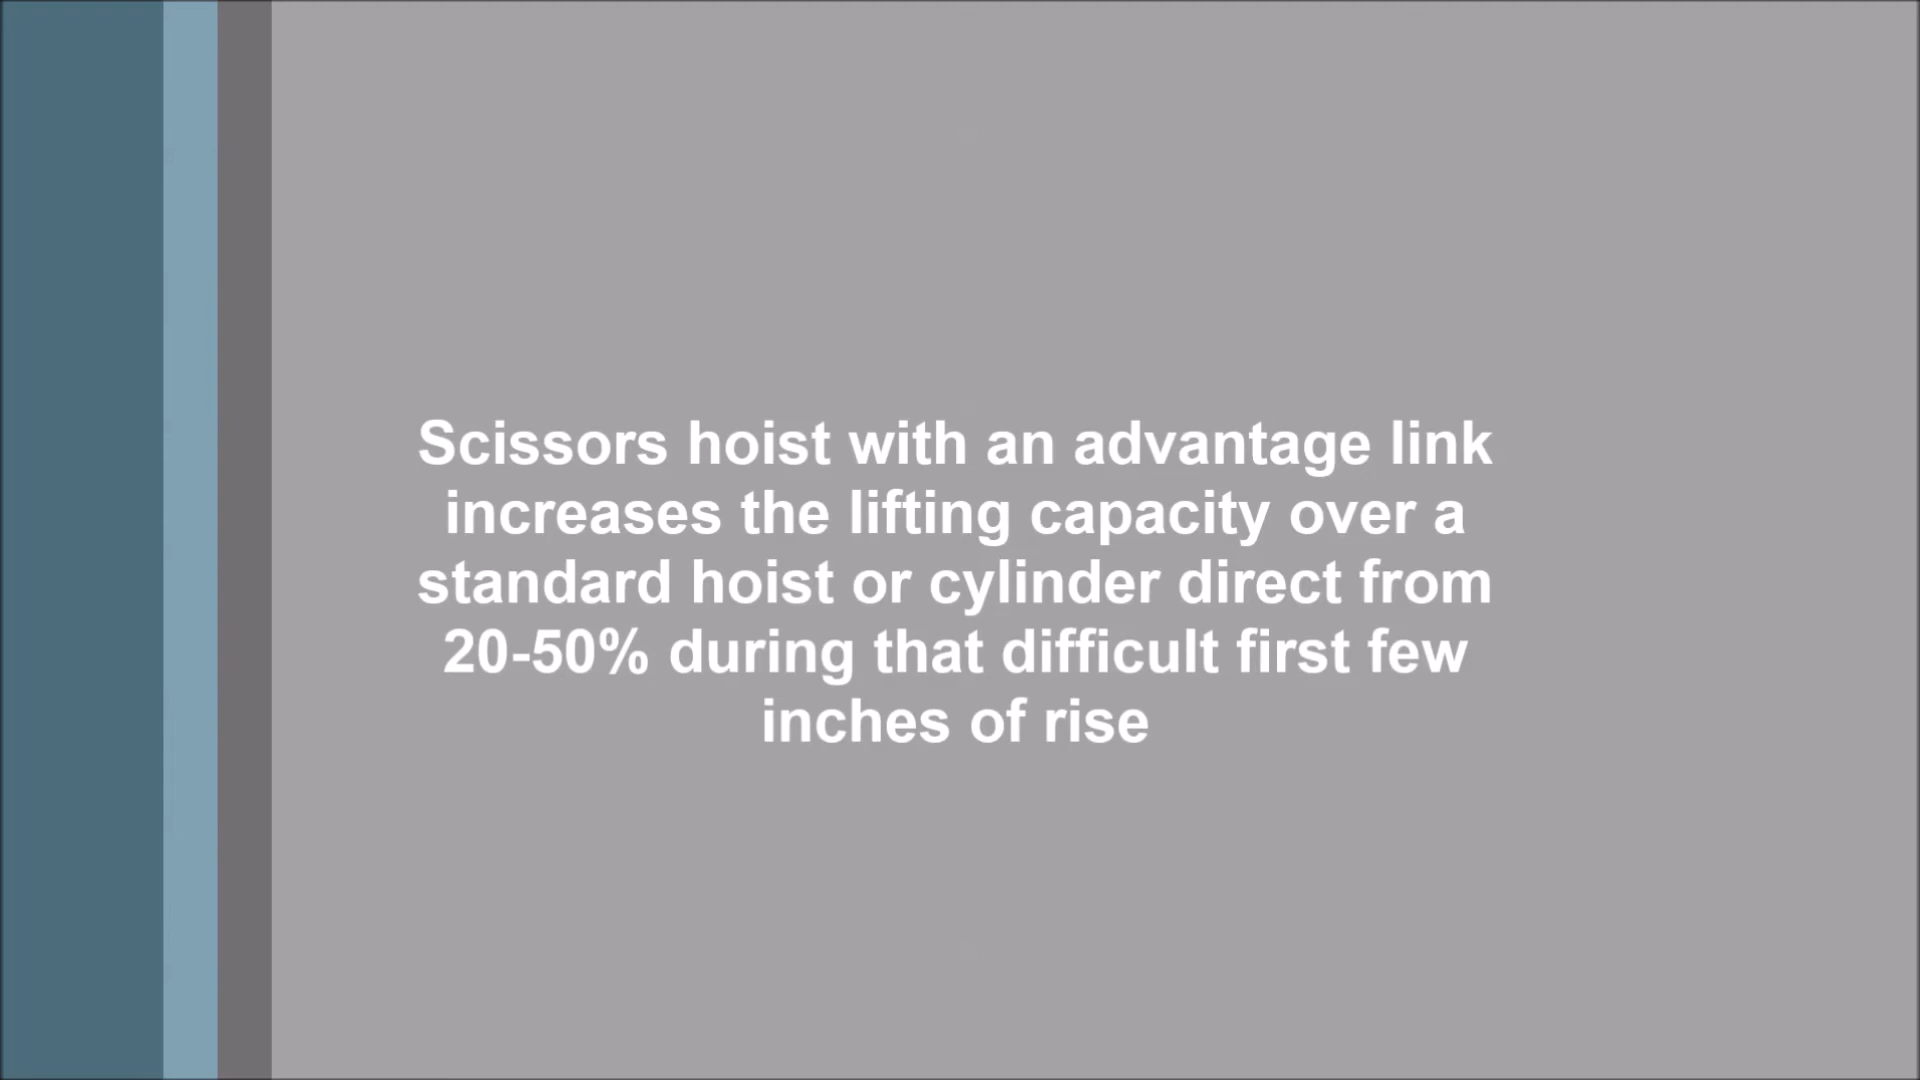 Scissors hoist with an advantage link
increases the lifting capacity over a
standard hoist or cylinder direct from
20-50% during that difficult first few
inches of rise